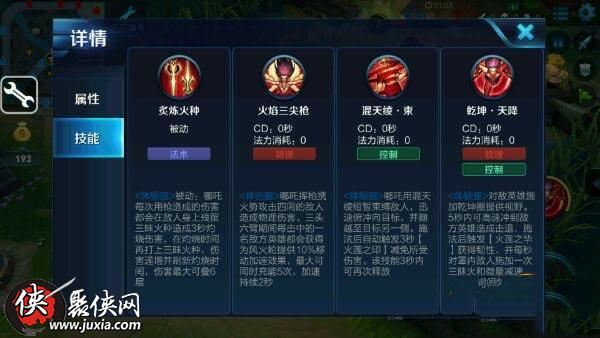 01:03
详情
属性
技能
192
炙炼火种
被动
法术
<体验服>被动：哪吒
每次用枪造成的伤害
都会在敌人身上残留
三昧火种造成3秒灼
烧伤害，在灼烧时间
再打上三昧火种，伤
害递增并刷新灼烧时
间，伤害最大可叠6
层
火焰三尖枪
CD：0秒
法力消耗：0
物理
<体验服>哪吒挥枪携
火势攻击四周的敌人
造成物理伤害。三头
六臂期间每击中的一
名敌方英雄都会获得
为风火轮提供10%移
动加速效果，最大可
同时充能5次，加速
持续2秒
混天绫·束
CD：0秒
法力消耗：0
控制
<体验服>哪吒用混天
绫短暂束缚敌人，迅
速俯冲向目标，并翻
越至目标另一侧。施
法后自动触发3秒【
火莲之印】减免所受
伤害。该技能3秒内
可再次释放
乾坤·天降
CD：0秒
法力消耗：0
物理
控制
<体验服>对敌英雄施
加乾坤圈提供视野。
5秒内可高速冲到敌
方英雄造成击退，施
法后触发【火莲之华
】获得韧性，并每秒
对罩内敌人施加一次
三昧火和微量减速
侠 聚侠网
www.juxia.com